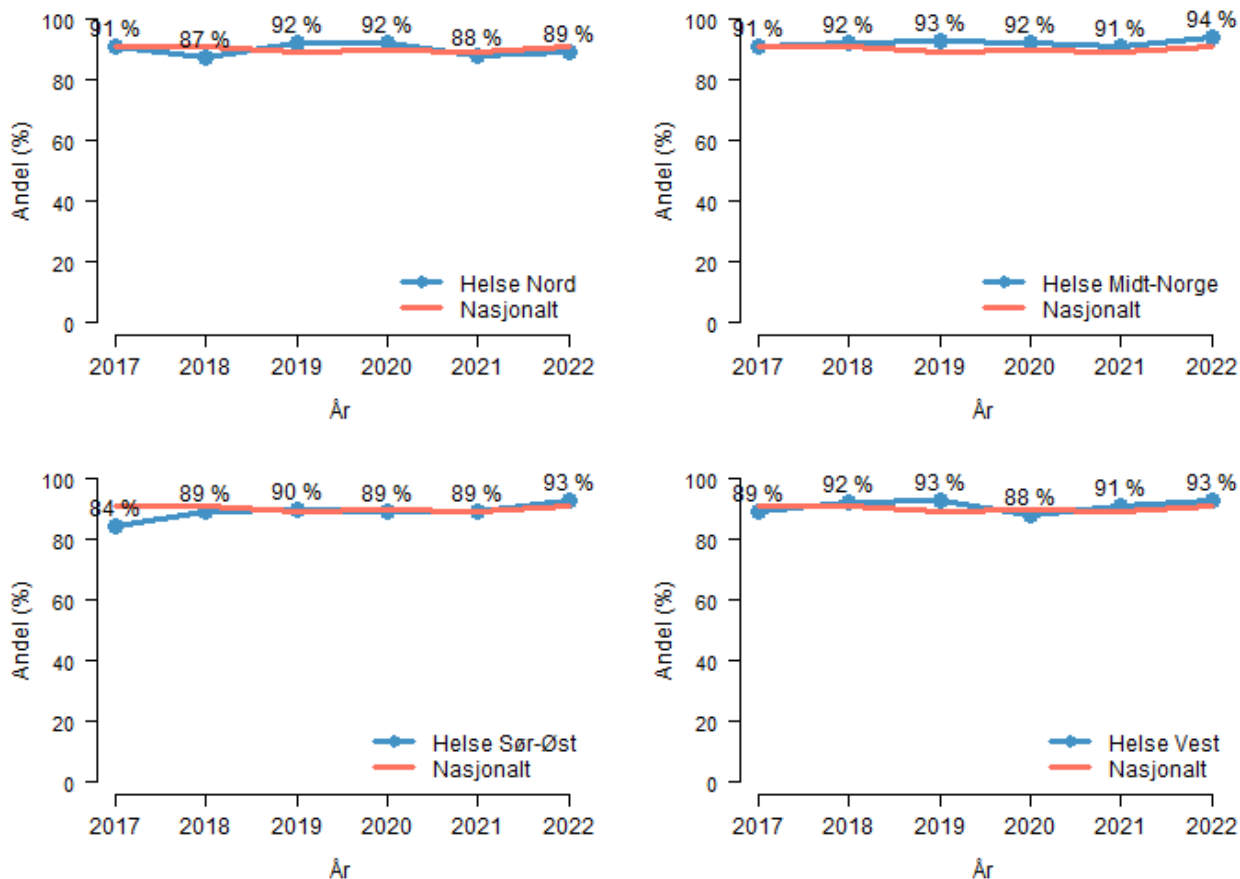 100
80
60
40
20
0
Andel (%)
91 %
87 %
92 %
92 %
88 %
89 %
Helse Nord
Nasjonalt
2017 2018 2019 2020 2021 2022
År
100
80
60
40
20
0
Andel (%)
91 %
92 %
93 %
92 %
91 %
94 %
Helse Midt-Norge
Nasjonalt
2017 2018 2019 2020 2021 2022
År
100
80
60
40
20
0
Andel (%)
84 %
89 %
90 %
89 %
89 %
93 %
Helse Sør-Øst
Nasjonalt
2017 2018 2019 2020 2021 2022
År
100
80
60
40
20
0
Andel (%)
89 %
92 %
93 %
88 %
91 %
93 %
Helse Vest
Nasjonalt
2017 2018 2019 2020 2021 2022
År